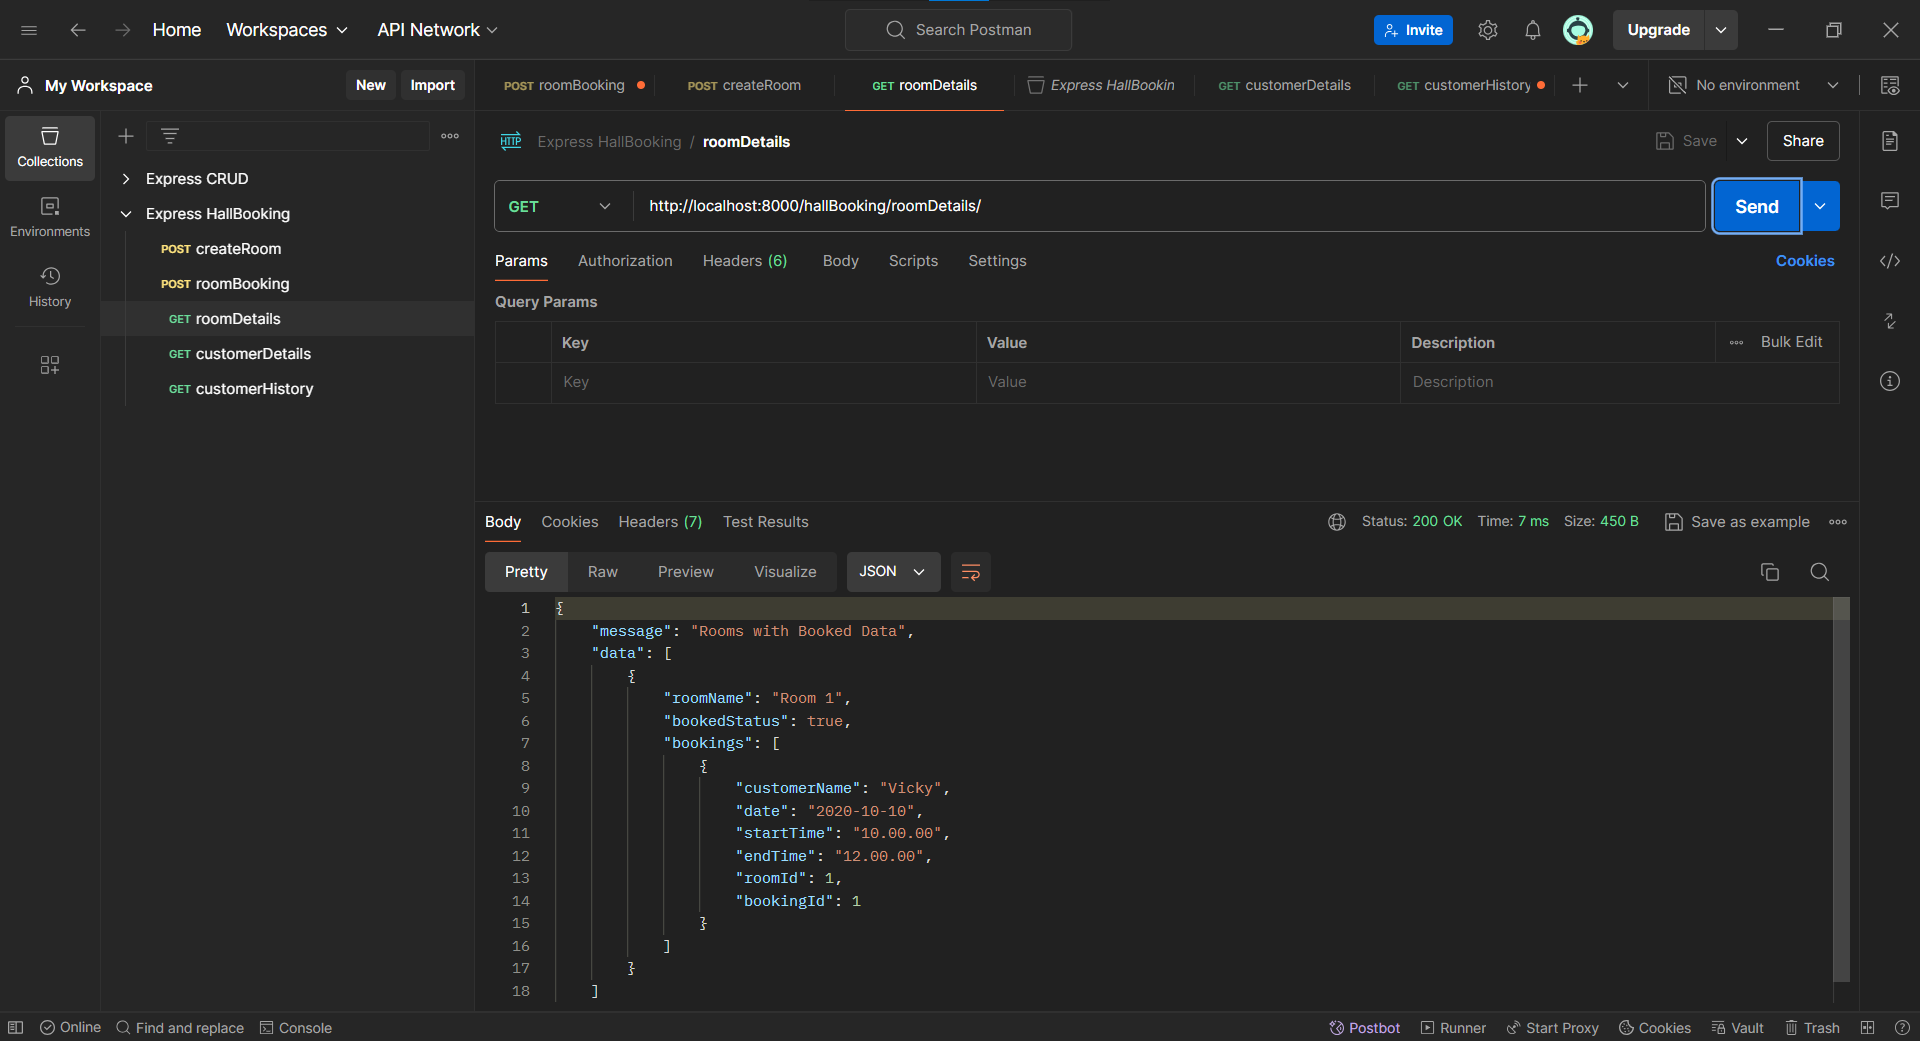 Home Workspaces API Network Search Postman Invite Upgrade
My Workspace New Import
POST roomBooking POST createRoom GET roomDetails Express HallBookin GET customerDetails GET customerHistory No environment
Collections
Environments
History
Express CRUD
Express HallBooking
POST createRoom
POST roomBooking
GET roomDetails
GET customerDetails
GET customerHistory
HTTP Express HallBooking / roomDetails Save Share
GET http://localhost:8000/hallBooking/roomDetails/ Send
Params Authorization Headers (6) Body Scripts Settings Cookies
Query Params
Key Value Description Bulk Edit
Key Value Description
Body Cookies Headers (7) Test Results Status: 200 OK Time: 7 ms Size: 450 B Save as example
Pretty Raw Preview Visualize JSON
1 {
2 "message": "Rooms with Booked Data",
3 "data": [
4 {
5 "roomName": "Room 1",
6 "bookedStatus": true,
7 "bookings": [
8 {
9 "customerName": "Vicky",
10 "date": "2020-10-10",
11 "startTime": "10.00.00",
12 "endTime": "12.00.00",
13 "roomId": 1,
14 "bookingId": 1
15 }
16 ]
17 }
18 ]
Online Find and replace Console Postbot Runner Start Proxy Cookies Vault Trash